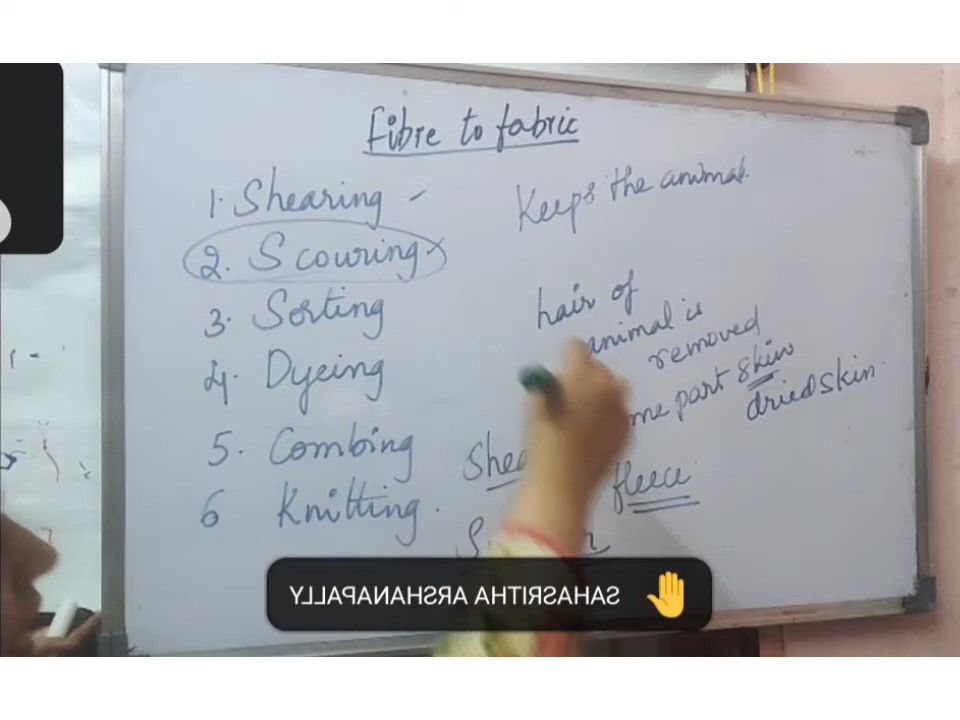 Fibre to fabric
1. Shearing -
2. Scouring
3. Sorting
4. Dyeing
5. Combing
6 Knitting.
Keeps the animal.
hair of
animal is
removed
me part skin
dried skin.
fleece
SAHASRITHA ARSHANAPALLY